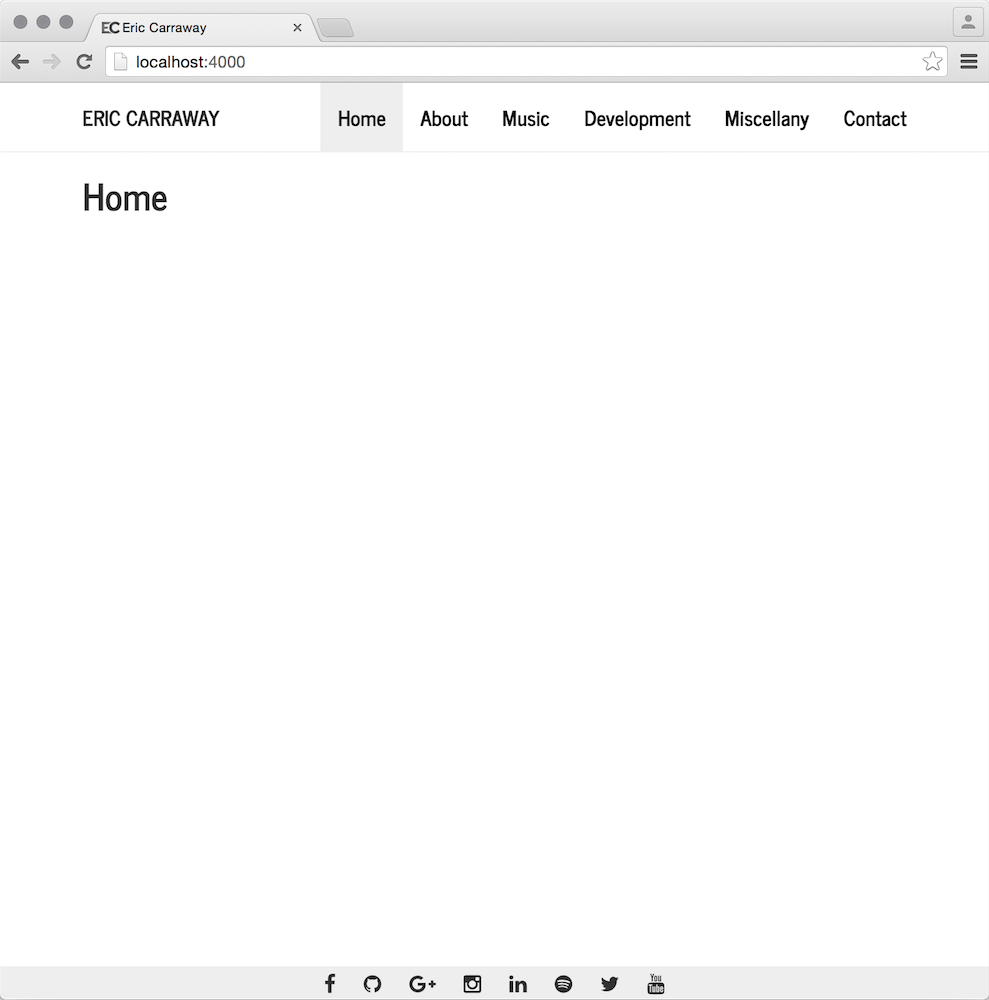 EC Eric Carraway
localhost:4000
ERIC CARRAWAY Home About Music Development Miscellany Contact
Home
G+ in You Tube